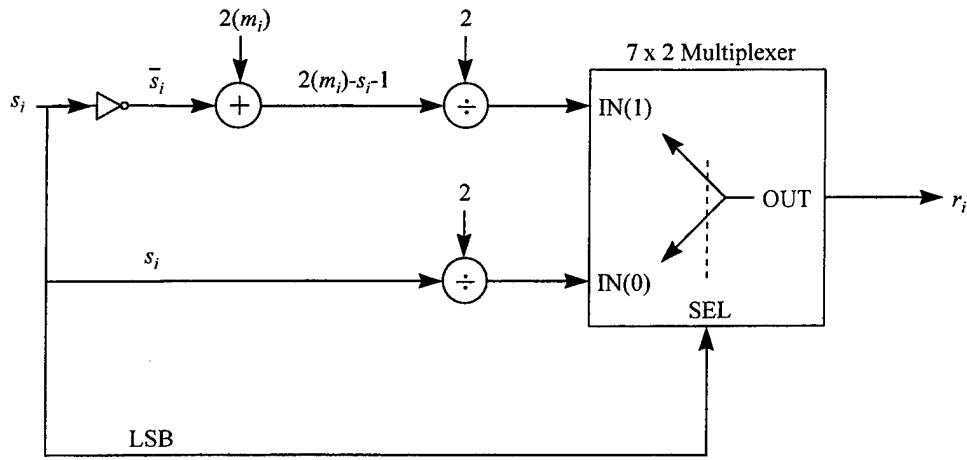 2(m_i)
2
7 x 2 Multiplexer
s_i
s̅_i
+
2(m_i)-s_i-1
÷
IN(1)
2
OUT
r_i
s_i
÷
IN(0)
SEL
LSB